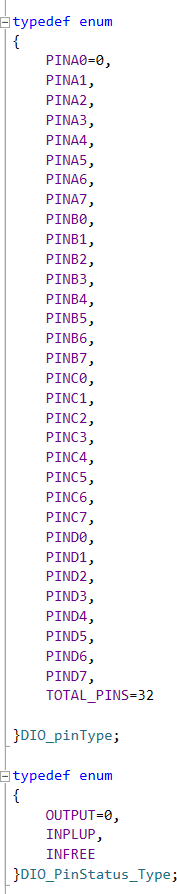 typedef enum
{
PINA0=0,
PINA1,
PINA2,
PINA3,
PINA4,
PINA5,
PINA6,
PINA7,
PINB0,
PINB1,
PINB2,
PINB3,
PINB4,
PINB5,
PINB6,
PINB7,
PINC0,
PINC1,
PINC2,
PINC3,
PINC4,
PINC5,
PINC6,
PINC7,
PIND0,
PIND1,
PIND2,
PIND3,
PIND4,
PIND5,
PIND6,
PIND7,
TOTAL_PINS=32
}DIO_pinType;
typedef enum
{
OUTPUT=0,
INPLUP,
INFREE
}DIO_PinStatus_Type;